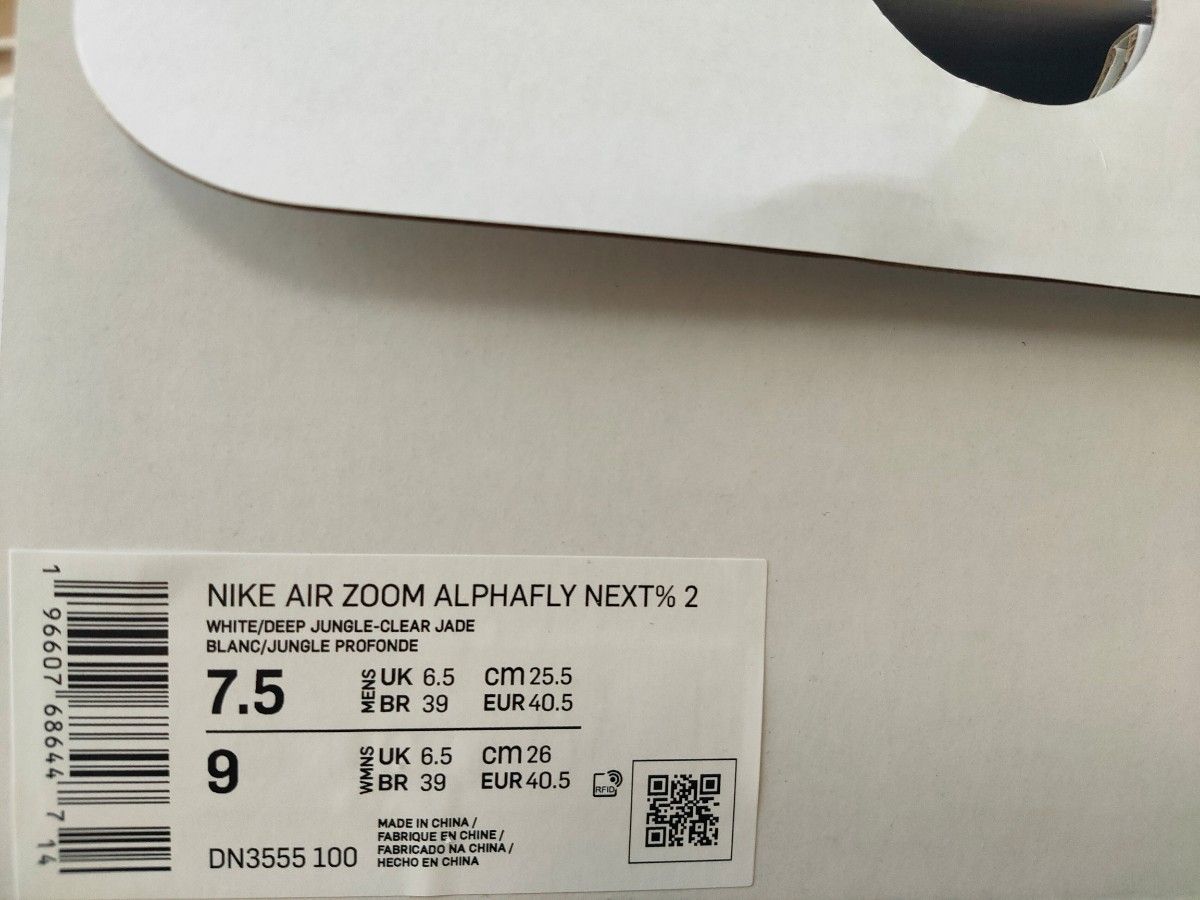 NIKE AIR ZOOM ALPHAFLY NEXT% 2
WHITE/DEEP JUNGLE-CLEAR JADE
BLANC/JUNGLE PROFONDE
7.5 MENS UK 6.5 cm 25.5
BR 39 EUR 40.5
9 WMNS UK 6.5 cm 26
BR 39 EUR 40.5
RFID
MADE IN CHINA /
FABRIQUE EN CHINE /
FABRICADO NA CHINA /
HECHO EN CHINA
DN3555 100
1 96607 68644 7 14